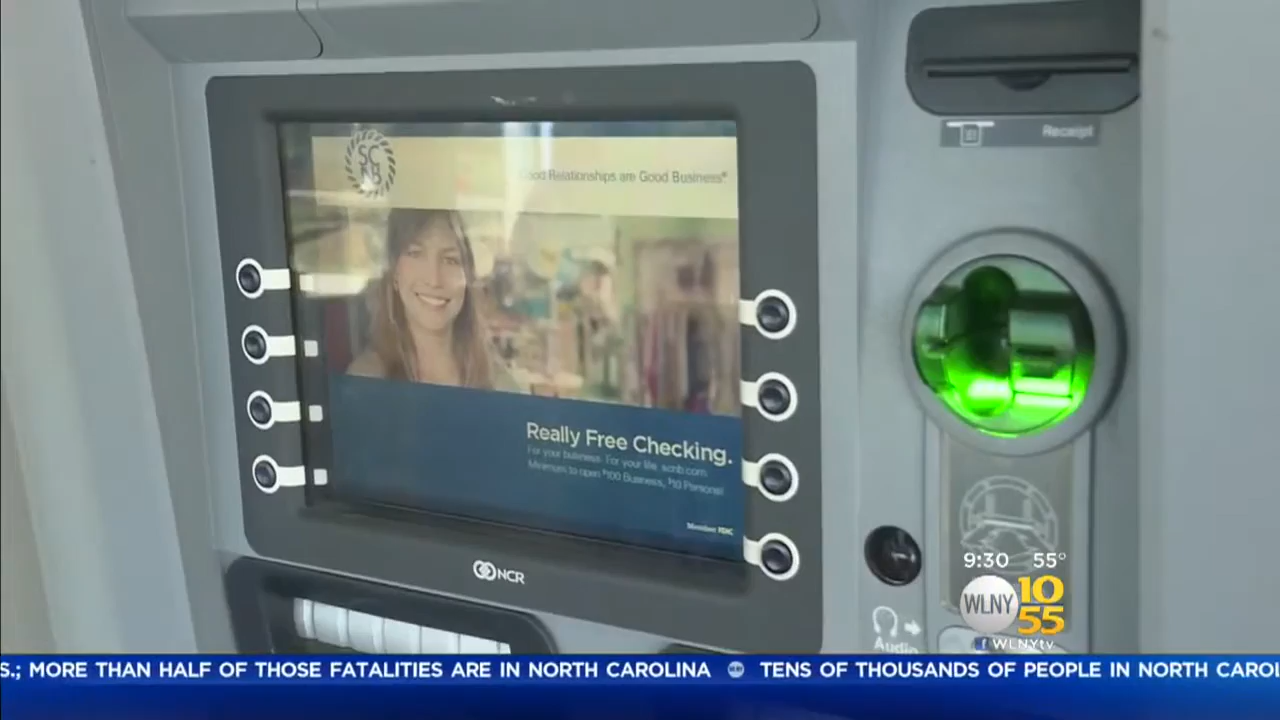 SC
NB
Good Relationships are Good Business®
Receipt
Really Free Checking.
For your business. For your life. scnb.com
Minimum to open $100 Business, $10 Personal
Member FDIC
NCR
Audio
9:30 55°
WLNY 10
55
f WLNYtv
S.; MORE THAN HALF OF THOSE FATALITIES ARE IN NORTH CAROLINA TENS OF THOUSANDS OF PEOPLE IN NORTH CAROL